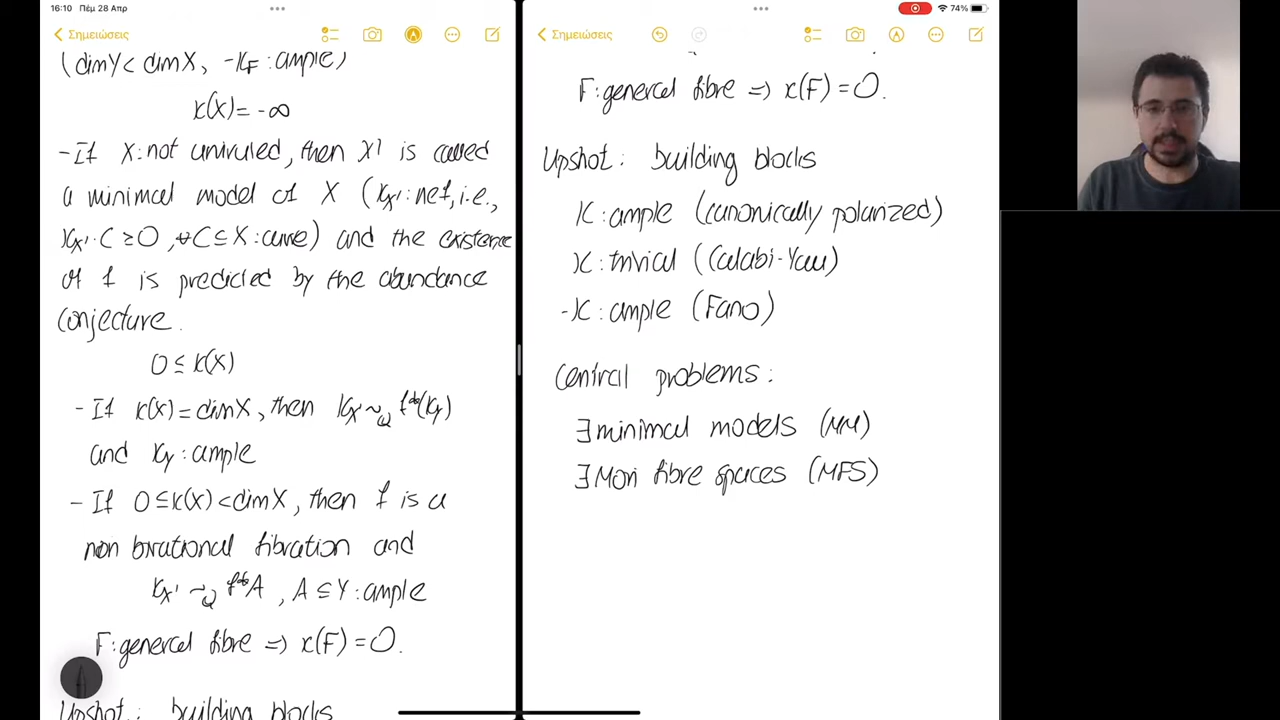 16:10 Πέμ 28 Απρ
Σημειώσεις
(dimY < dimX, -K_F : ample)
κ(X) = -∞
- If X: not uniruled, then X' is called
a minimal model of X (K_X' : nef, i.e.,
K_X' · C ≥ 0, ∀ C ⊆ X : curve) and the existence
of f is predicted by the abundance
conjecture.
0 ≤ κ(X)
- If κ(X) = dimX, then K_X' ~_Q f*(K_Y)
and K_Y : ample
- If 0 ≤ κ(X) < dimX, then f is a
non birational fibration and
K_X' ~_Q f*A, A ⊆ Y : ample
F: general fibre ⇒ κ(F) = 0.
Upshot: building blocks
74%
Σημειώσεις
F: general fibre ⇒ κ(F) = 0.
Upshot: building blocks
K: ample (canonically polarized)
K: trivial (Calabi-Yau)
-K: ample (Fano)
Central problems:
∃ minimal models (MM)
∃ Mori fibre spaces (MFS)